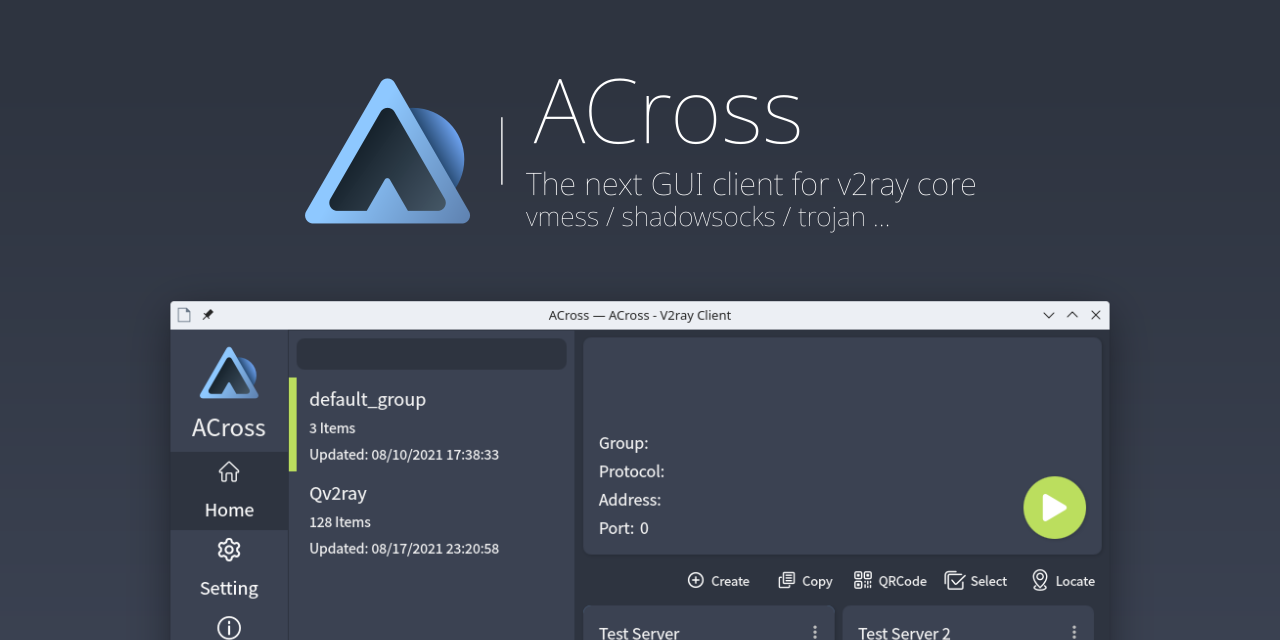 ACross
The next GUI client for v2ray core
vmess / shadowsocks / trojan ...
ACross — ACross - V2ray Client
ACross
Home
Setting
default_group
3 Items
Updated: 08/10/2021 17:38:33
Qv2ray
128 Items
Updated: 08/17/2021 23:20:58
Group:
Protocol:
Address:
Port: 0
Create Copy QRCode Select Locate
Test Server Test Server 2